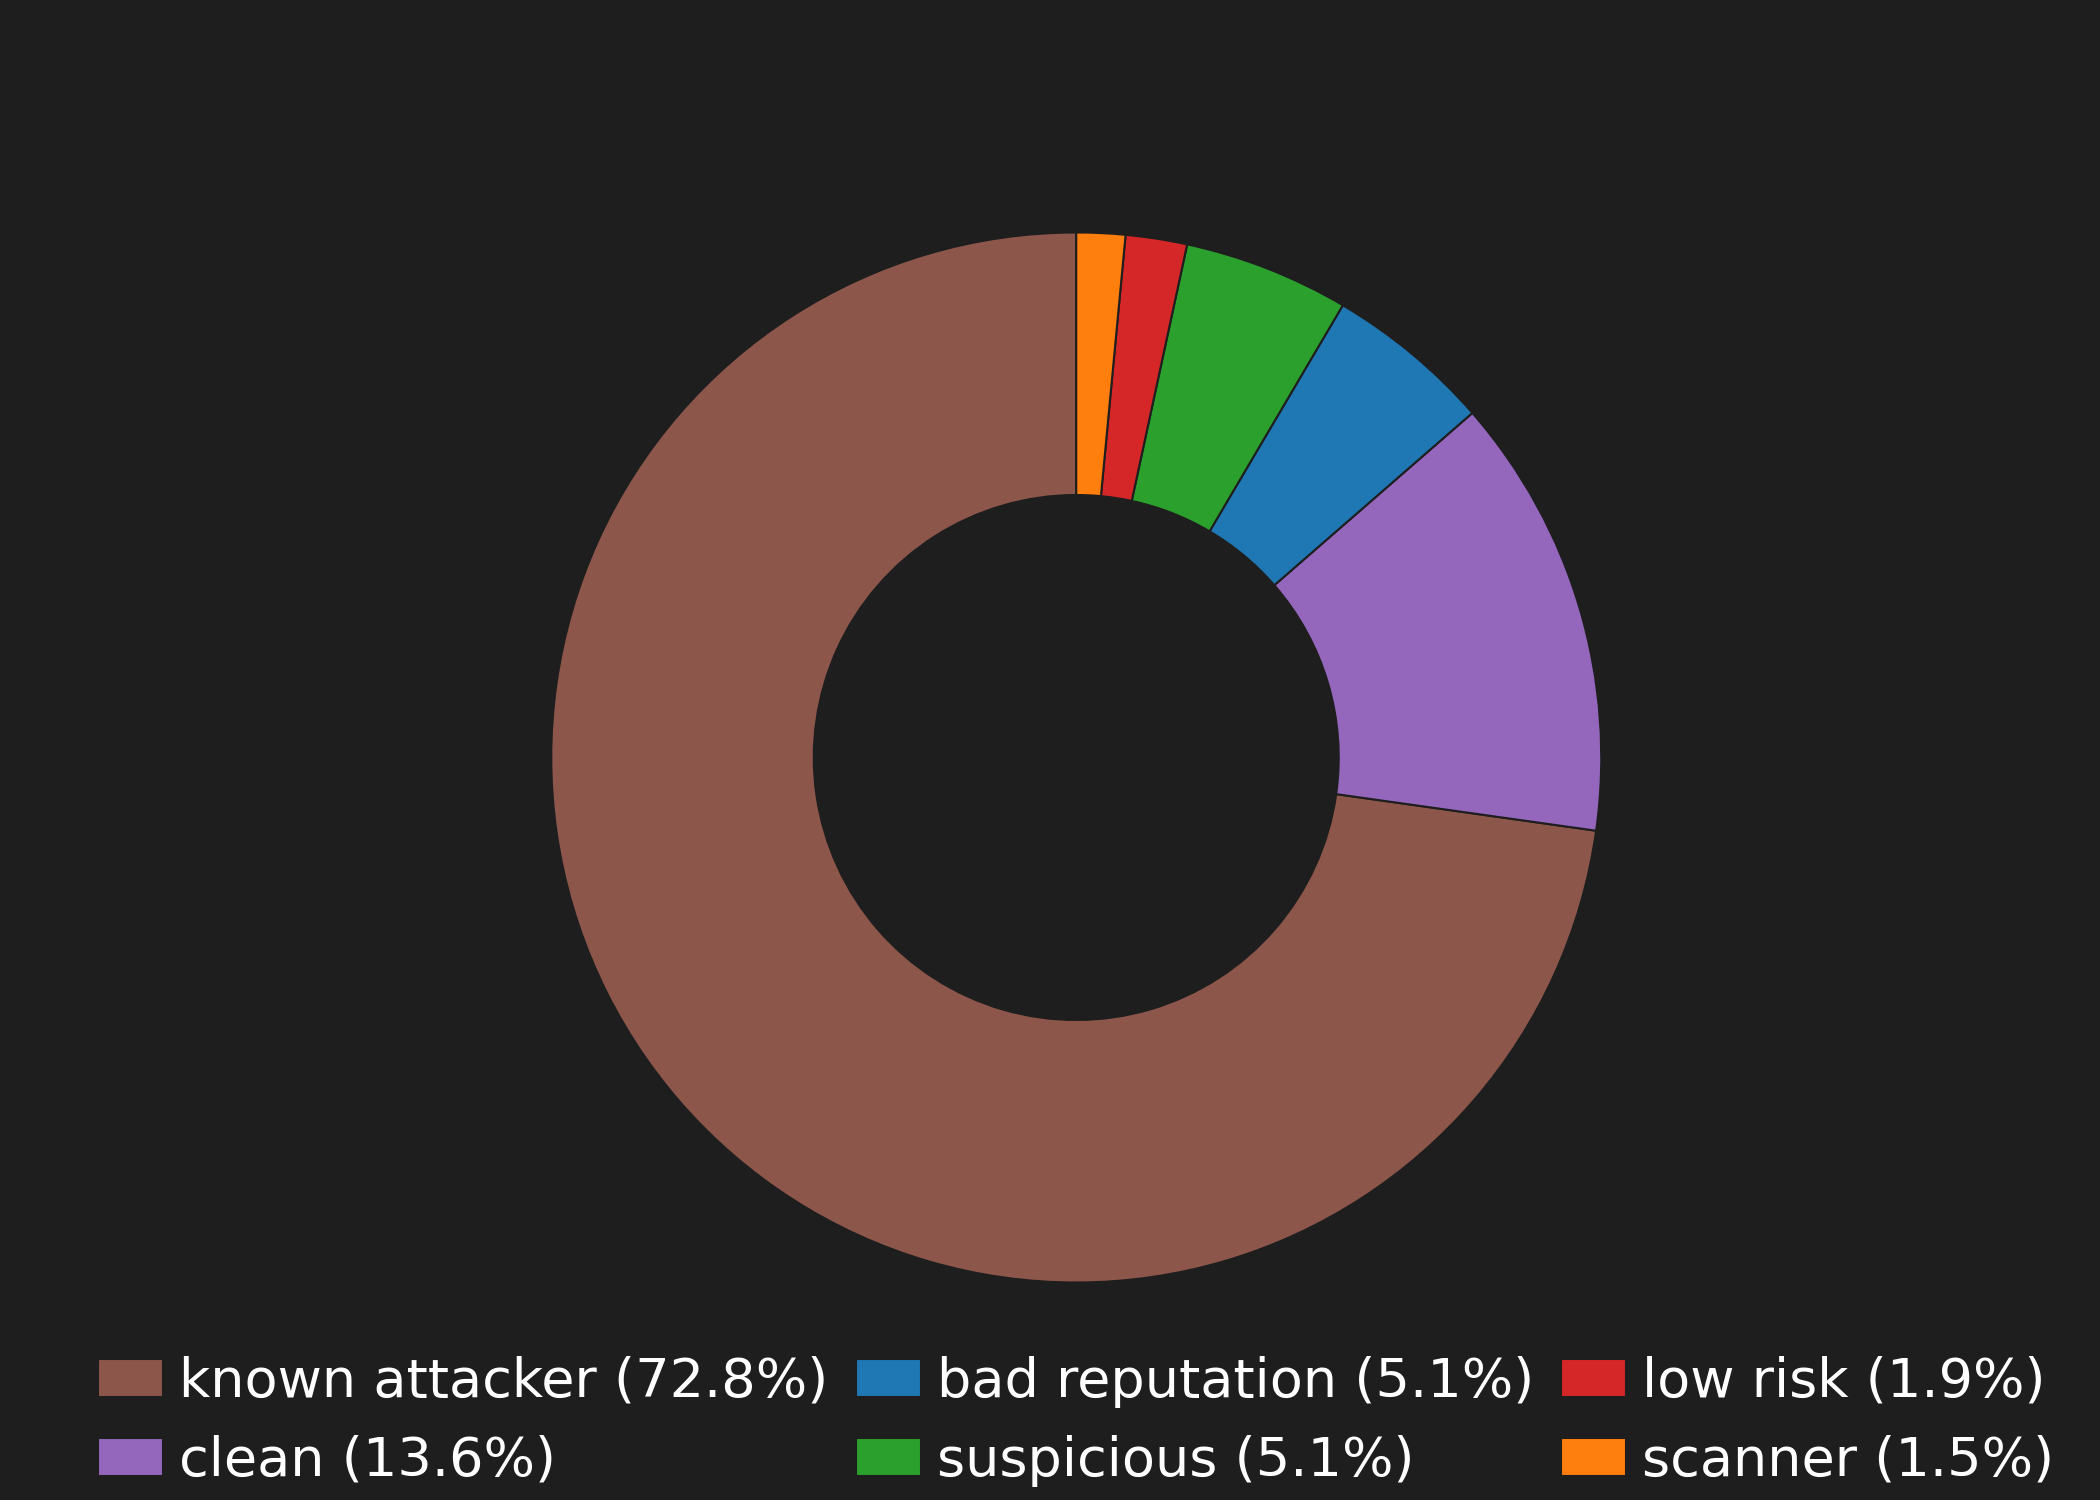 known attacker (72.8%) bad reputation (5.1%) low risk (1.9%)
clean (13.6%) suspicious (5.1%) scanner (1.5%)